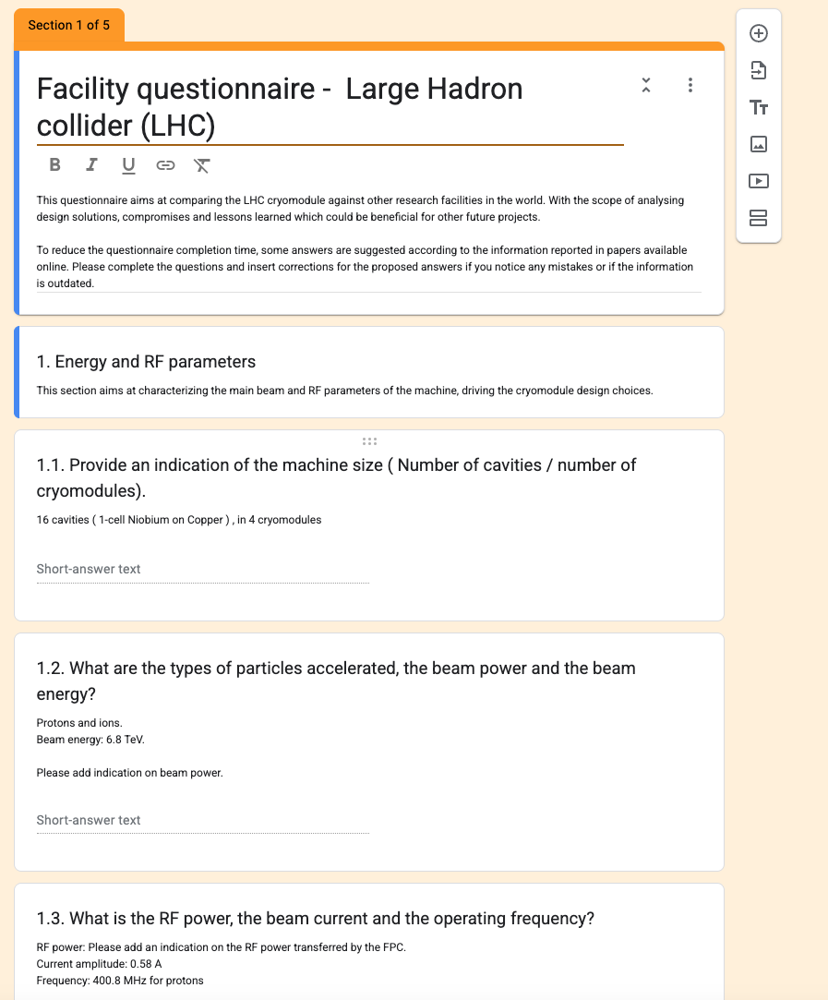 Section 1 of 5
Facility questionnaire -  Large Hadron
collider (LHC)
B I U
This questionnaire aims at comparing the LHC cryomodule against other research facilities in the world. With the scope of analysing
design solutions, compromises and lessons learned which could be beneficial for other future projects.
To reduce the questionnaire completion time, some answers are suggested according to the information reported in papers available
online. Please complete the questions and insert corrections for the proposed answers if you notice any mistakes or if the information
is outdated.
Tт
1. Energy and RF parameters
This section aims at characterizing the main beam and RF parameters of the machine, driving the cryomodule design choices.
1.1. Provide an indication of the machine size ( Number of cavities / number of
cryomodules).
16 cavities ( 1-cell Niobium on Copper ) , in 4 cryomodules
Short-answer text
1.2. What are the types of particles accelerated, the beam power and the beam
energy?
Protons and ions.
Beam energy: 6.8 TeV.
Please add indication on beam power.
Short-answer text
1.3. What is the RF power, the beam current and the operating frequency?
RF power: Please add an indication on the RF power transferred by the FPC.
Current amplitude: 0.58 A
Frequency: 400.8 MHz for protons